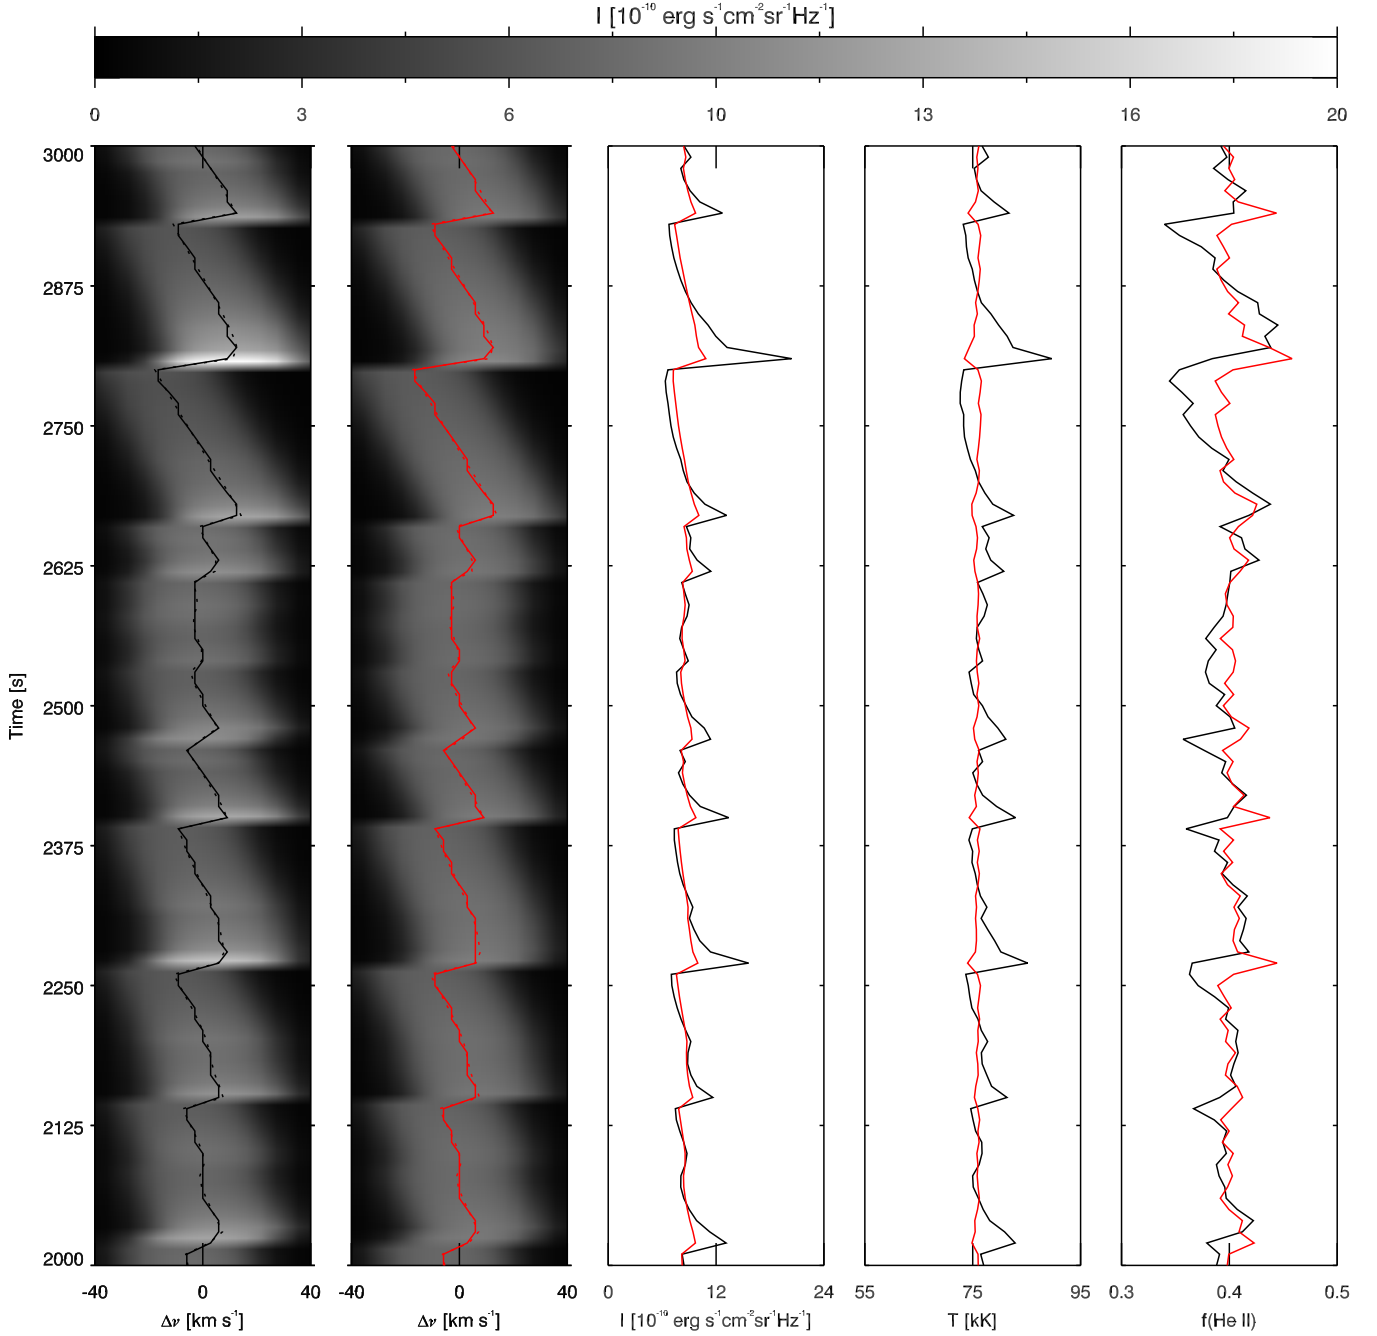 I [10⁻¹⁰ erg s⁻¹cm⁻²sr⁻¹Hz⁻¹]
0 3 6 10 13 16 20
3000
2875
2750
2625
2500
2375
2250
2125
2000
Time [s]
-40 0 40 -40 0 40 0 12 24 55 75 95 0.3 0.4 0.5
Δν [km s⁻¹] Δν [km s⁻¹] I [10⁻¹⁰ erg s⁻¹cm⁻²sr⁻¹Hz⁻¹] T [kK] f(He II)